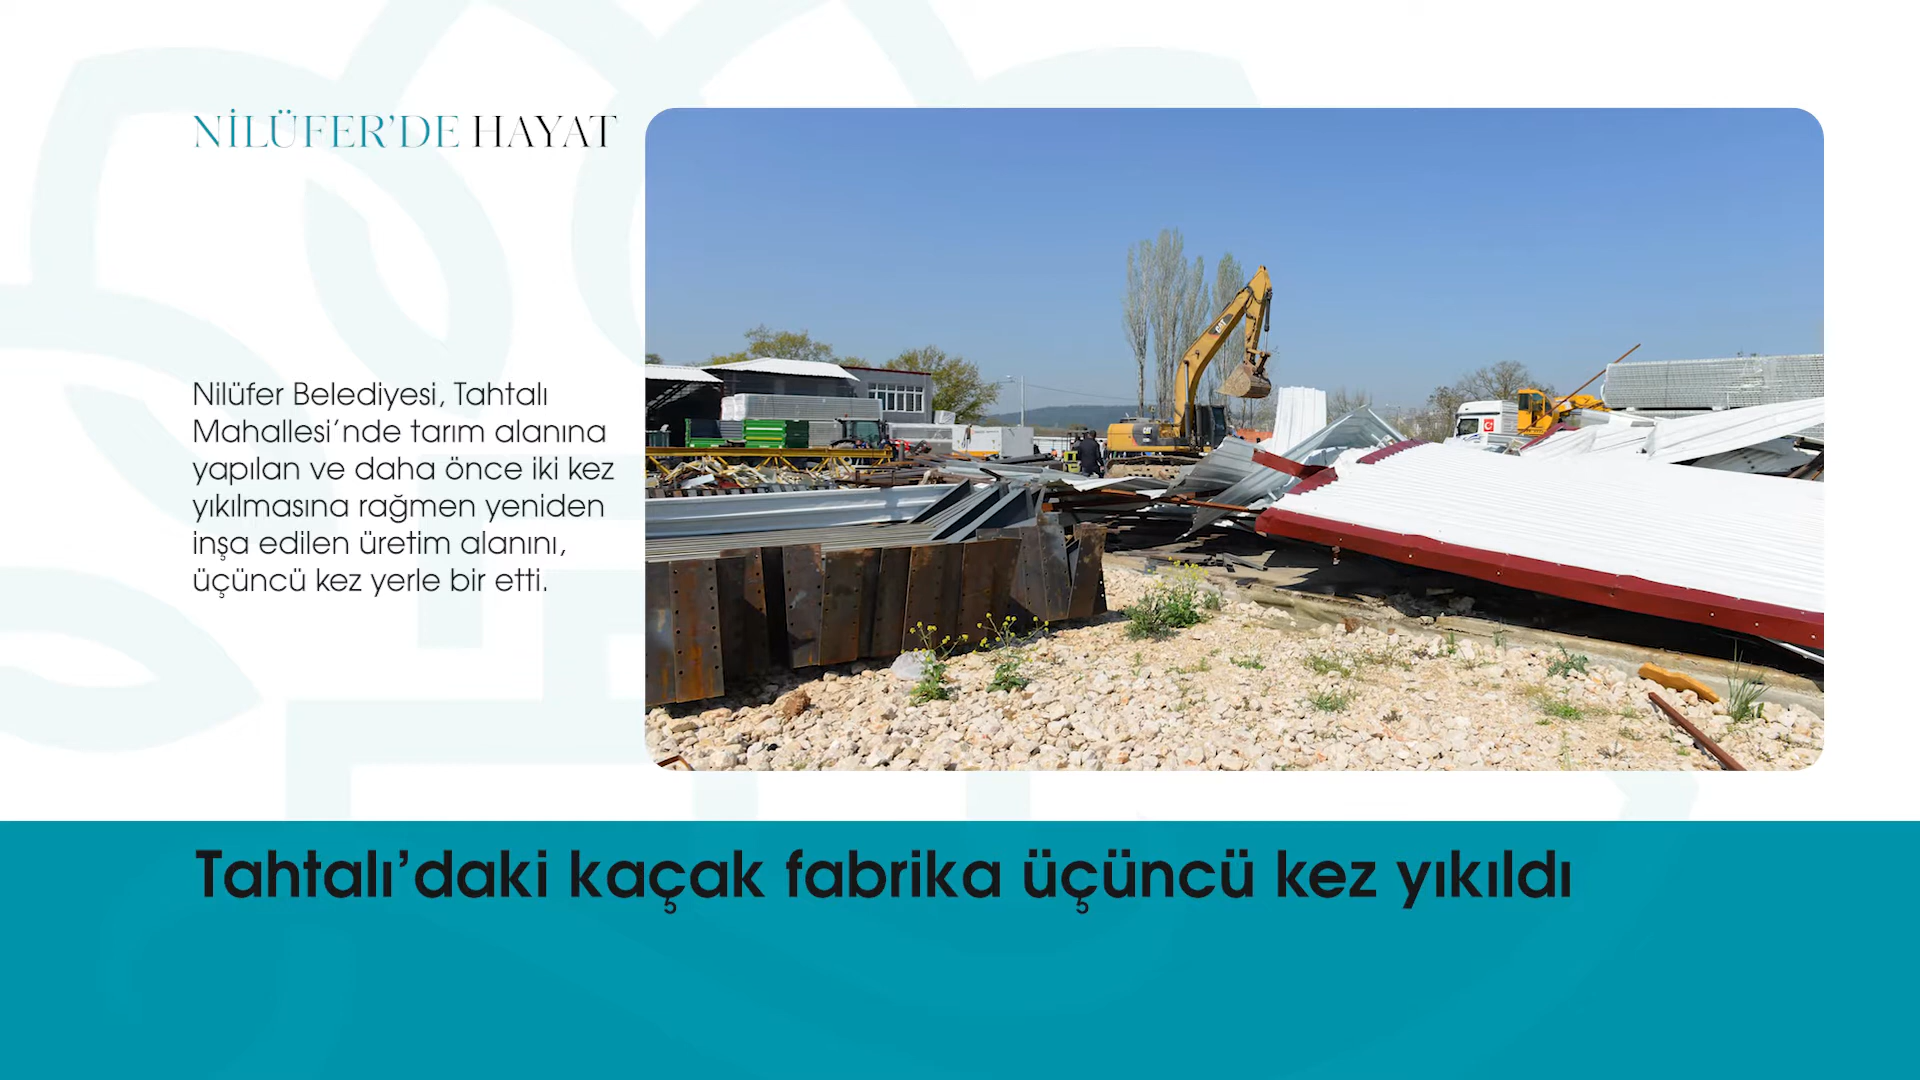 NİLÜFER’DE HAYAT
Nilüfer Belediyesi, Tahtalı
Mahallesi’nde tarım alanına
yapılan ve daha önce iki kez
yıkılmasına rağmen yeniden
inşa edilen üretim alanını,
üçüncü kez yerle bir etti.
CAT
Tahtalı’daki kaçak fabrika üçüncü kez yıkıldı